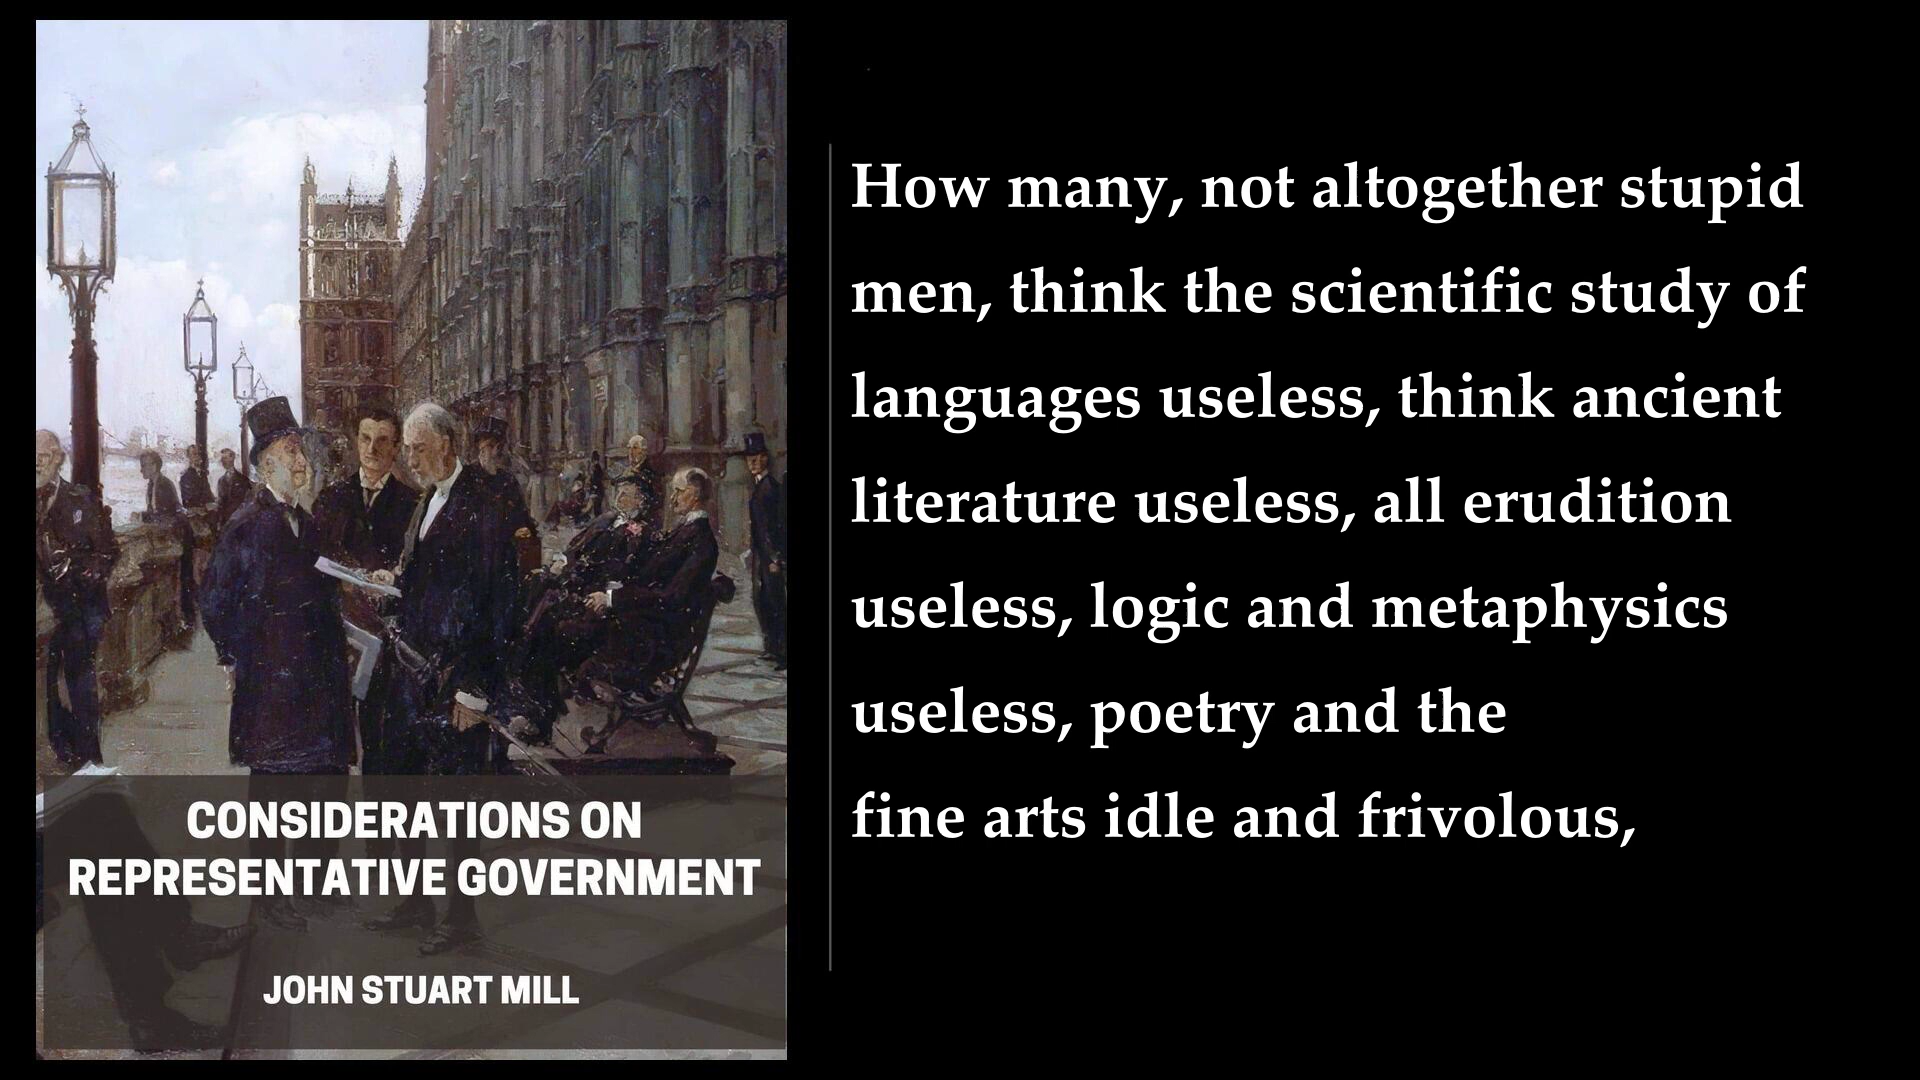 CONSIDERATIONS ON
REPRESENTATIVE GOVERNMENT
JOHN STUART MILL
How many, not altogether stupid
men, think the scientific study of
languages useless, think ancient
literature useless, all erudition
useless, logic and metaphysics
useless, poetry and the
fine arts idle and frivolous,